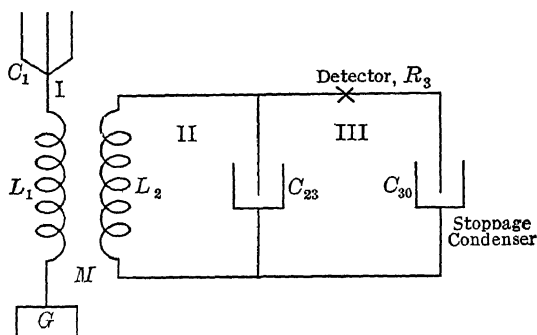 C₁
I
Detector, R₃
II
III
L₁
L₂
C₂₃
C₃₀
Stoppage
Condenser
M
G